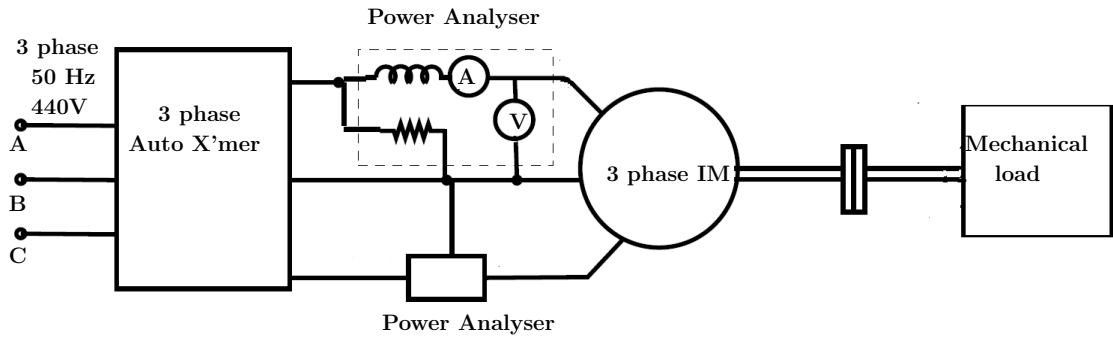 Power Analyser
3 phase
50 Hz
440V
A
B
C
3 phase
Auto X'mer
A
V
3 phase IM
Mechanical
load
Power Analyser